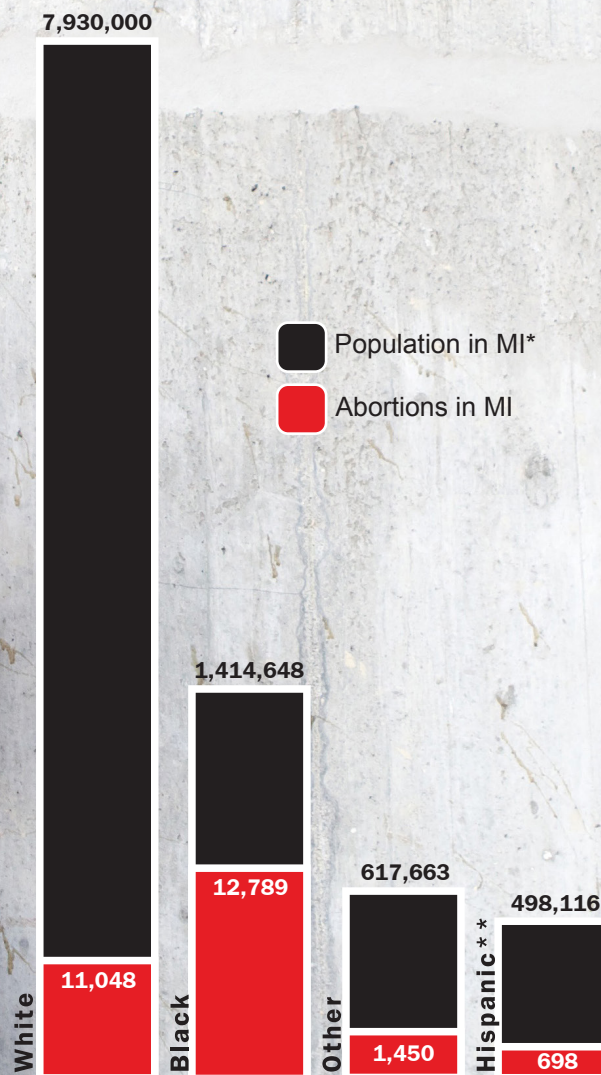 7,930,000
Population in MI*
Abortions in MI
1,414,648
12,789
617,663
498,116
11,048
1,450
698
White
Black
Other
Hispanic**